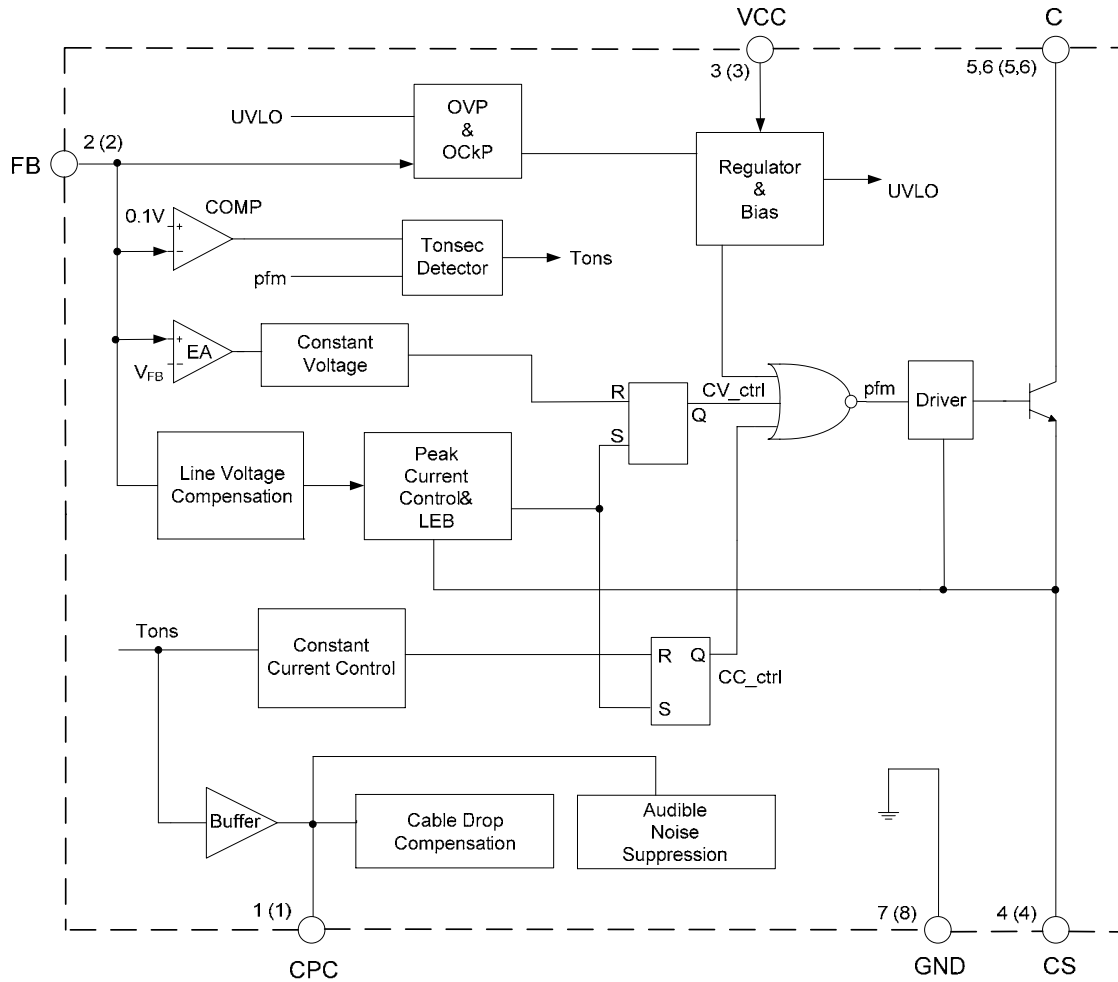 VCC
C
3 (3)
5,6 (5,6)
FB
2 (2)
UVLO
OVP
&
OCkP
Regulator
&
Bias
UVLO
0.1V
COMP
+
−
pfm
Tonsec
Detector
Tons
+
−
EA
VFB
Constant
Voltage
R
S
Q
CV_ctrl
pfm
Driver
Line Voltage
Compensation
Peak
Current
Control&
LEB
Tons
Constant
Current Control
R
Q
S
CC_ctrl
Buffer
Cable Drop
Compensation
Audible
Noise
Suppression
1 (1)
CPC
7 (8)
GND
4 (4)
CS